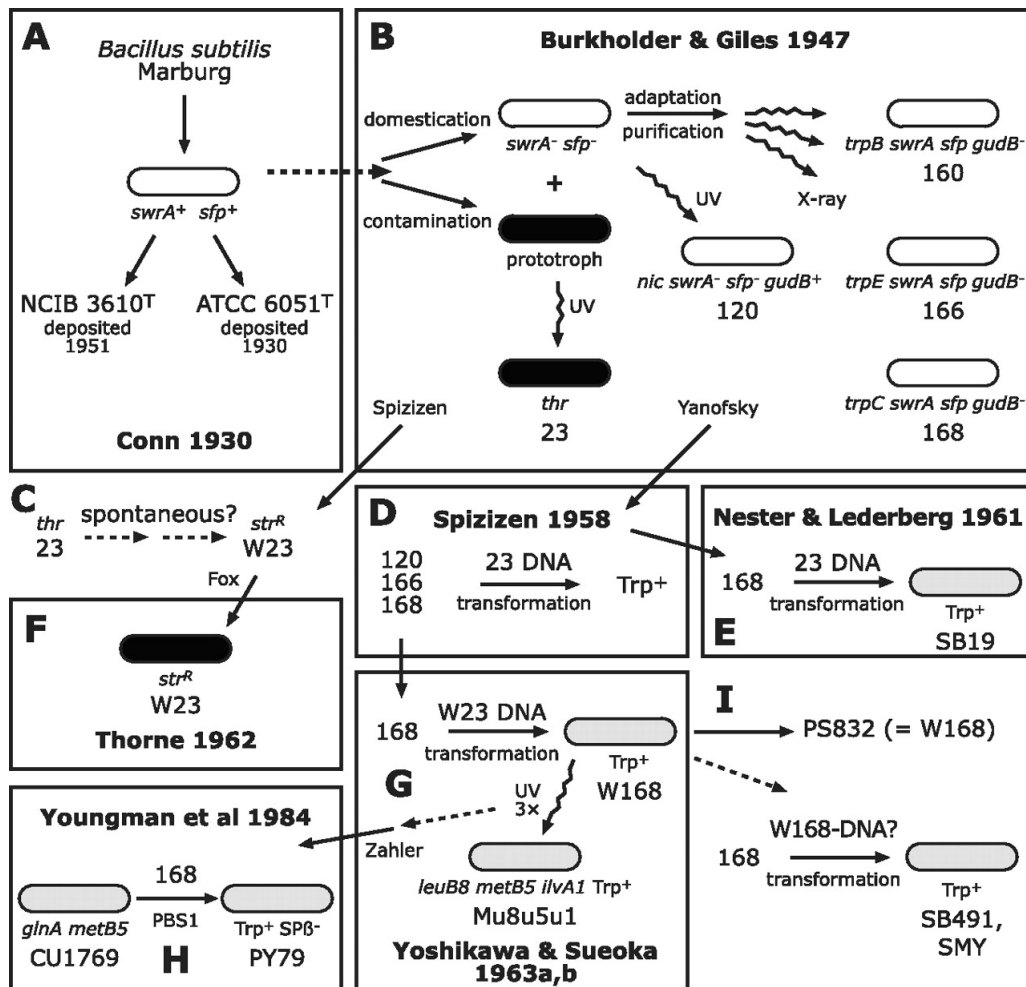 A
Bacillus subtilis
Marburg
swrA⁺ sfp⁺
NCIB 3610ᵀ
deposited
1951
ATCC 6051ᵀ
deposited
1930
Conn 1930
B
Burkholder & Giles 1947
domestication
contamination
swrA⁻ sfp⁻
+
prototroph
UV
thr
23
adaptation
purification
UV
X-ray
nic swrA⁻ sfp⁻ gudB⁺
120
trpB swrA sfp gudB⁻
160
trpE swrA sfp gudB⁻
166
trpC swrA sfp gudB⁻
168
Spizizen
Yanofsky
C
thr
23
spontaneous?
strᴿ
W23
Fox
D
Spizizen 1958
120
166
168
23 DNA
transformation
Trp⁺
Nester & Lederberg 1961
168
23 DNA
transformation
Trp⁺
SB19
E
F
strᴿ
W23
Thorne 1962
168
W23 DNA
transformation
Trp⁺
W168
G
UV
3×
Zahler
leuB8 metB5 ilvA1 Trp⁺
Mu8u5u1
Yoshikawa & Sueoka
1963a,b
Youngman et al 1984
glnA metB5
CU1769
168
PBS1
H
Trp⁺ SPß⁻
PY79
I
PS832 (= W168)
168
W168-DNA?
transformation
Trp⁺
SB491,
SMY